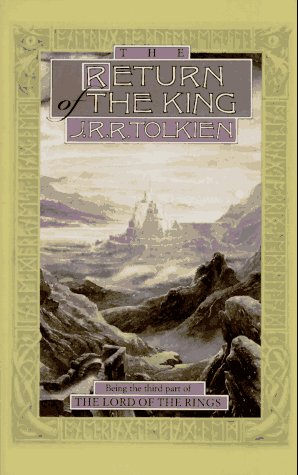 THE
RETURN
of THE KING
J.R.R. TOLKIEN
Being the third part of
THE LORD OF THE RINGS